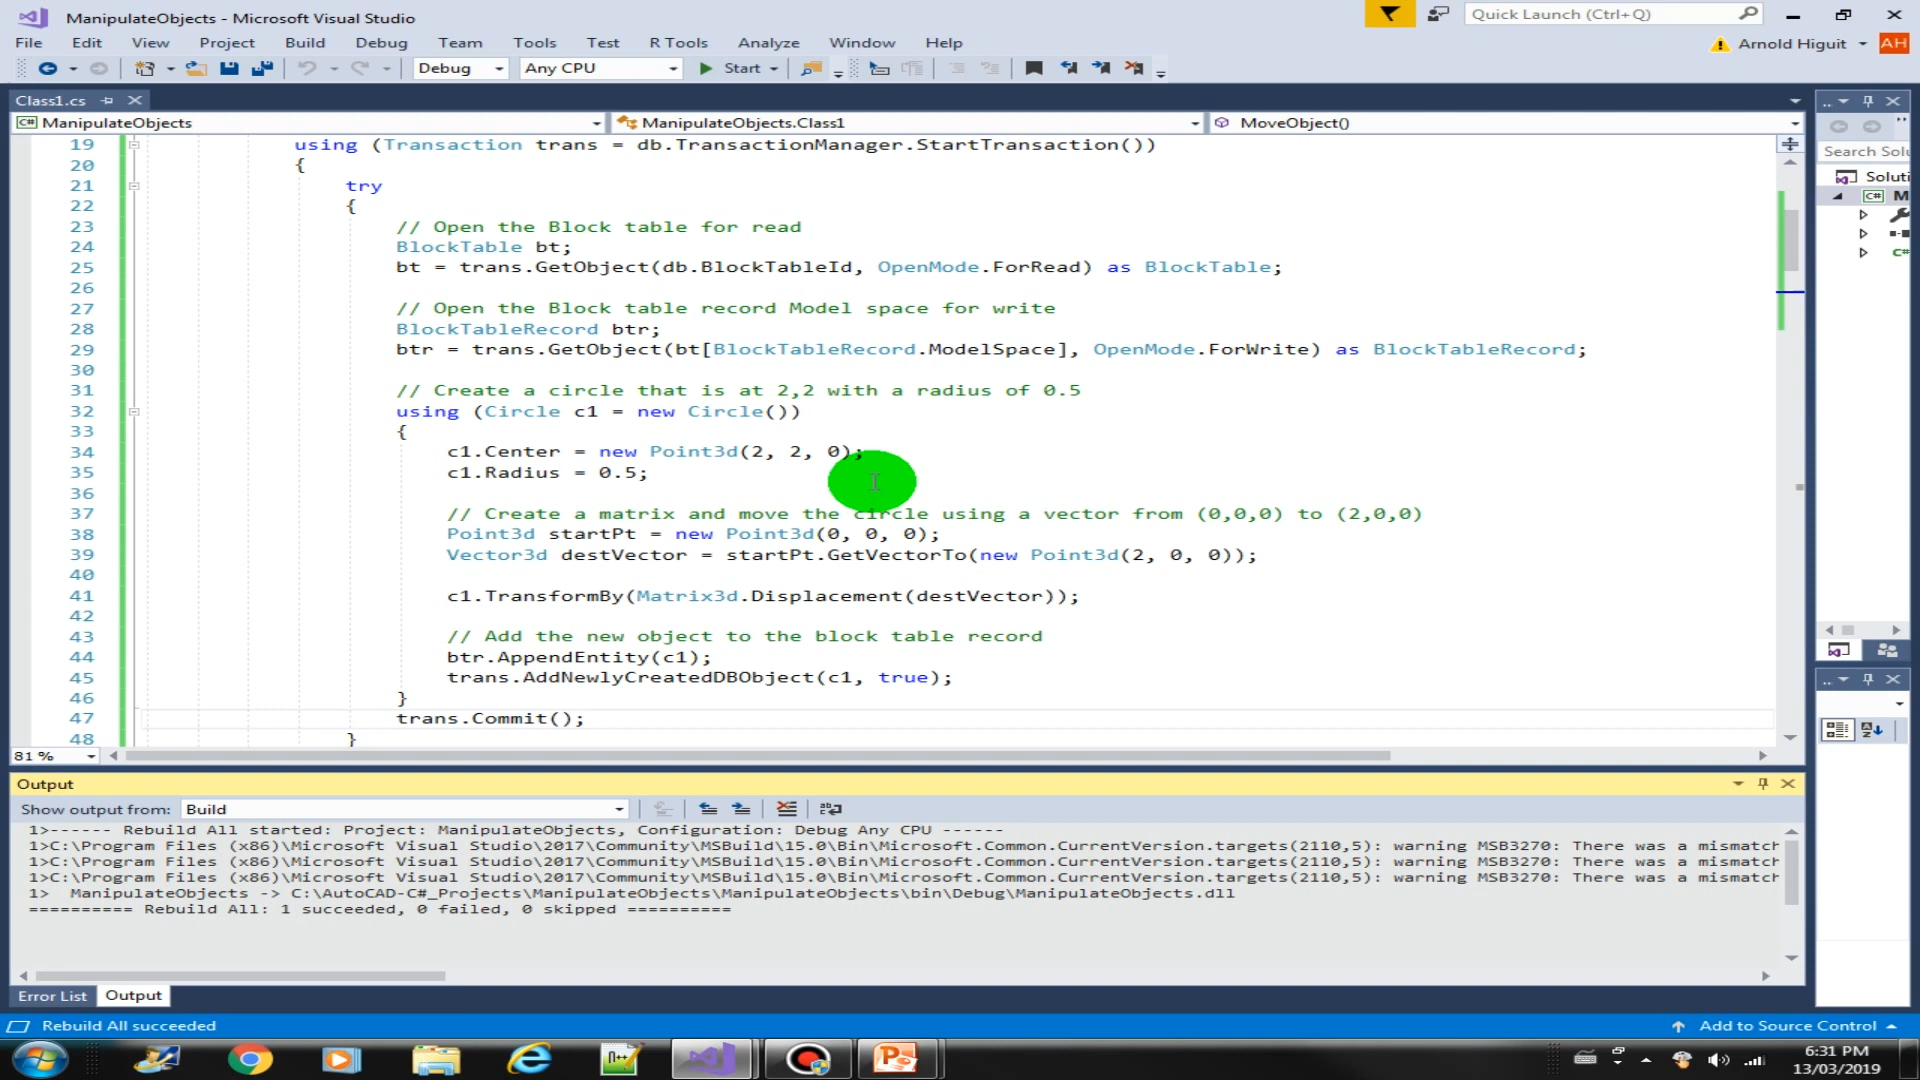 ManipulateObjects - Microsoft Visual Studio
Quick Launch (Ctrl+Q)
File Edit View Project Build Debug Team Tools Test R Tools Analyze Window Help
Arnold Higuit AH
Debug Any CPU Start
Class1.cs
C# ManipulateObjects ManipulateObjects.Class1 MoveObject()
19 using (Transaction trans = db.TransactionManager.StartTransaction())
20 {
21 try
22 {
23 // Open the Block table for read
24 BlockTable bt;
25 bt = trans.GetObject(db.BlockTableId, OpenMode.ForRead) as BlockTable;
26
27 // Open the Block table record Model space for write
28 BlockTableRecord btr;
29 btr = trans.GetObject(bt[BlockTableRecord.ModelSpace], OpenMode.ForWrite) as BlockTableRecord;
30
31 // Create a circle that is at 2,2 with a radius of 0.5
32 using (Circle c1 = new Circle())
33 {
34 c1.Center = new Point3d(2, 2, 0);
35 c1.Radius = 0.5;
36
37 // Create a matrix and move the circle using a vector from (0,0,0) to (2,0,0)
38 Point3d startPt = new Point3d(0, 0, 0);
39 Vector3d destVector = startPt.GetVectorTo(new Point3d(2, 0, 0));
40
41 c1.TransformBy(Matrix3d.Displacement(destVector));
42
43 // Add the new object to the block table record
44 btr.AppendEntity(c1);
45 trans.AddNewlyCreatedDBObject(c1, true);
46 }
47 trans.Commit();
48 }
81 %
Search Solu
Soluti
C# M
C#
Output
Show output from: Build
1>------ Rebuild All started: Project: ManipulateObjects, Configuration: Debug Any CPU ------
1>C:\Program Files (x86)\Microsoft Visual Studio\2017\Community\MSBuild\15.0\Bin\Microsoft.Common.CurrentVersion.targets(2110,5): warning MSB3270: There was a mismatch
1>C:\Program Files (x86)\Microsoft Visual Studio\2017\Community\MSBuild\15.0\Bin\Microsoft.Common.CurrentVersion.targets(2110,5): warning MSB3270: There was a mismatch
1>C:\Program Files (x86)\Microsoft Visual Studio\2017\Community\MSBuild\15.0\Bin\Microsoft.Common.CurrentVersion.targets(2110,5): warning MSB3270: There was a mismatch
1> ManipulateObjects -> C:\AutoCAD-C#_Projects\ManipulateObjects\ManipulateObjects\bin\Debug\ManipulateObjects.dll
========== Rebuild All: 1 succeeded, 0 failed, 0 skipped ==========
Error List Output
Rebuild All succeeded
Add to Source Control
6:31 PM
13/03/2019